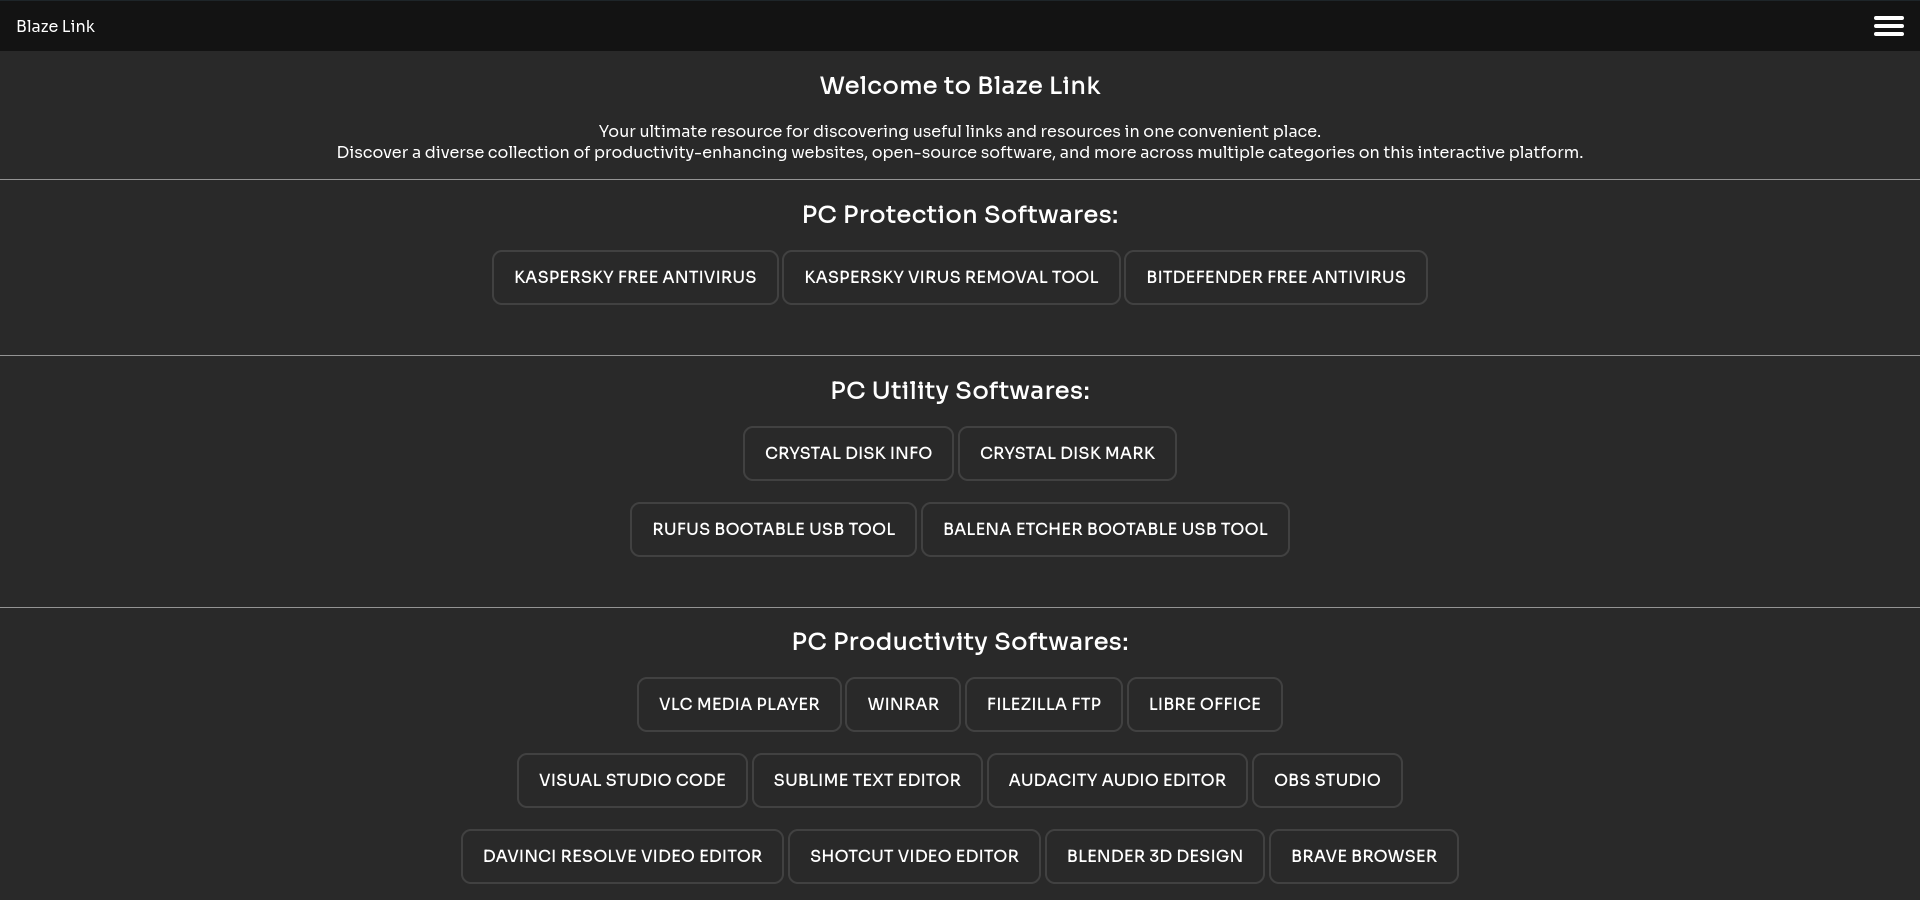 Blaze Link
Welcome to Blaze Link
Your ultimate resource for discovering useful links and resources in one convenient place.
Discover a diverse collection of productivity-enhancing websites, open-source software, and more across multiple categories on this interactive platform.
PC Protection Softwares:
KASPERSKY FREE ANTIVIRUS KASPERSKY VIRUS REMOVAL TOOL BITDEFENDER FREE ANTIVIRUS
PC Utility Softwares:
CRYSTAL DISK INFO CRYSTAL DISK MARK
RUFUS BOOTABLE USB TOOL BALENA ETCHER BOOTABLE USB TOOL
PC Productivity Softwares:
VLC MEDIA PLAYER WINRAR FILEZILLA FTP LIBRE OFFICE
VISUAL STUDIO CODE SUBLIME TEXT EDITOR AUDACITY AUDIO EDITOR OBS STUDIO
DAVINCI RESOLVE VIDEO EDITOR SHOTCUT VIDEO EDITOR BLENDER 3D DESIGN BRAVE BROWSER